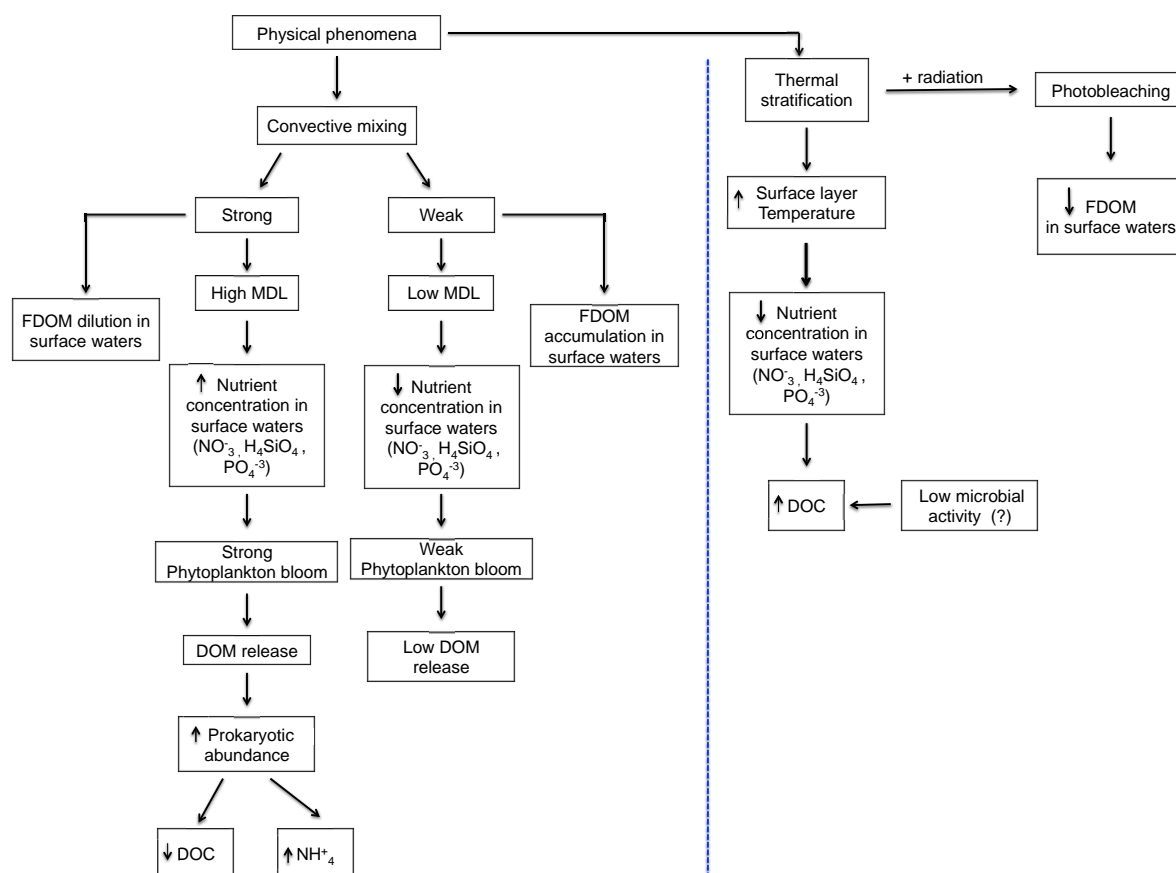 Physical phenomena
Convective mixing
Strong
Weak
High MDL
Low MDL
FDOM dilution in
surface waters
FDOM
accumulation in
surface waters
↑ Nutrient
concentration in
surface waters
(NO⁻₃, H₄SiO₄ ,
PO₄⁻³)
↓ Nutrient
concentration in
surface waters
(NO⁻₃, H₄SiO₄ ,
PO₄⁻³)
Strong
Phytoplankton bloom
Weak
Phytoplankton bloom
DOM release
Low DOM
release
↑ Prokaryotic
abundance
↓ DOC
↑ NH⁺₄
Thermal
stratification
+ radiation
Photobleaching
↑ Surface layer
Temperature
↓ FDOM
in surface waters
↓ Nutrient
concentration in
surface waters
(NO⁻₃, H₄SiO₄ ,
PO₄⁻³)
↑ DOC
Low microbial
activity (?)